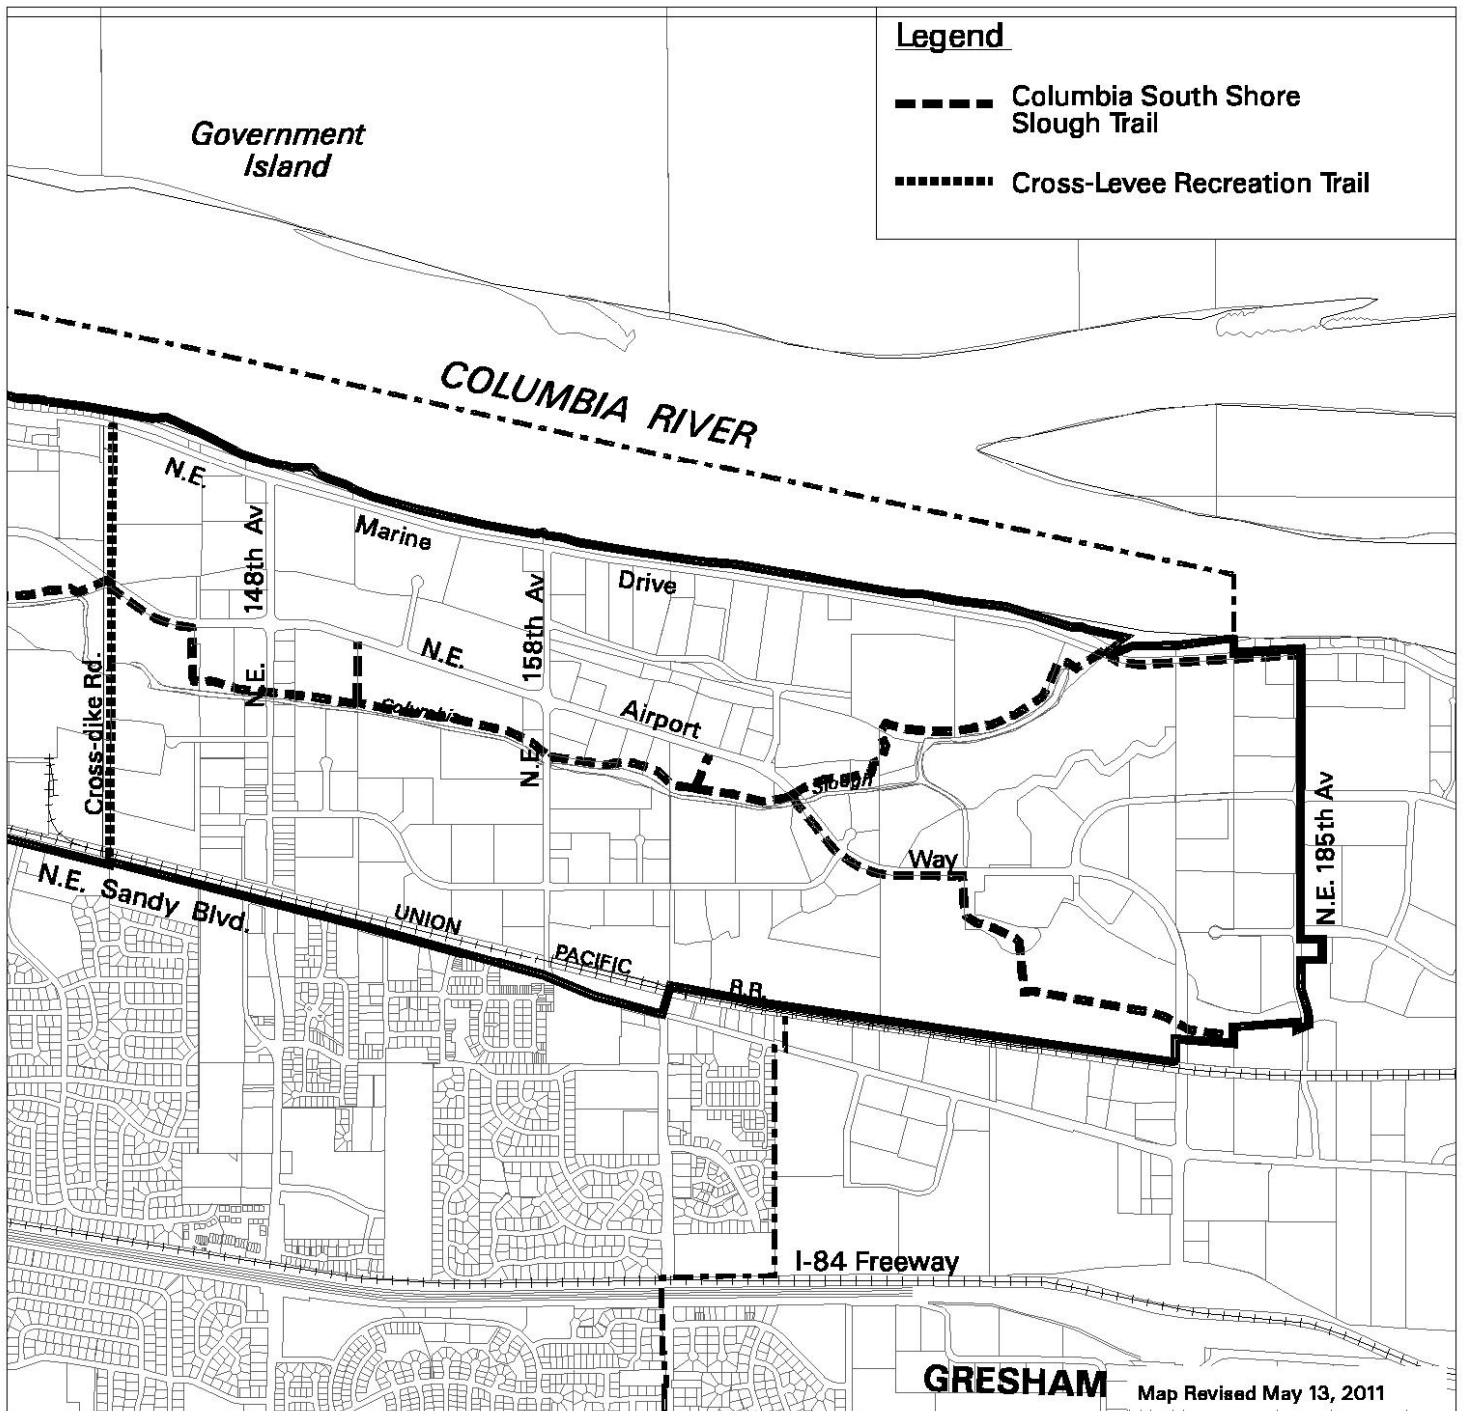 Legend
Columbia South Shore
Slough Trail
Cross-Levee Recreation Trail
Government
Island
COLUMBIA RIVER
N.E.
Marine
Drive
148th Av
N.E.
158th Av
N.E.
N.E.
Airport
Way
Columbia
Slough
Cross-dike Rd.
N.E. 185th Av
N.E. Sandy Blvd.
UNION
PACIFIC
R.R.
I-84 Freeway
GRESHAM
Map Revised May 13, 2011